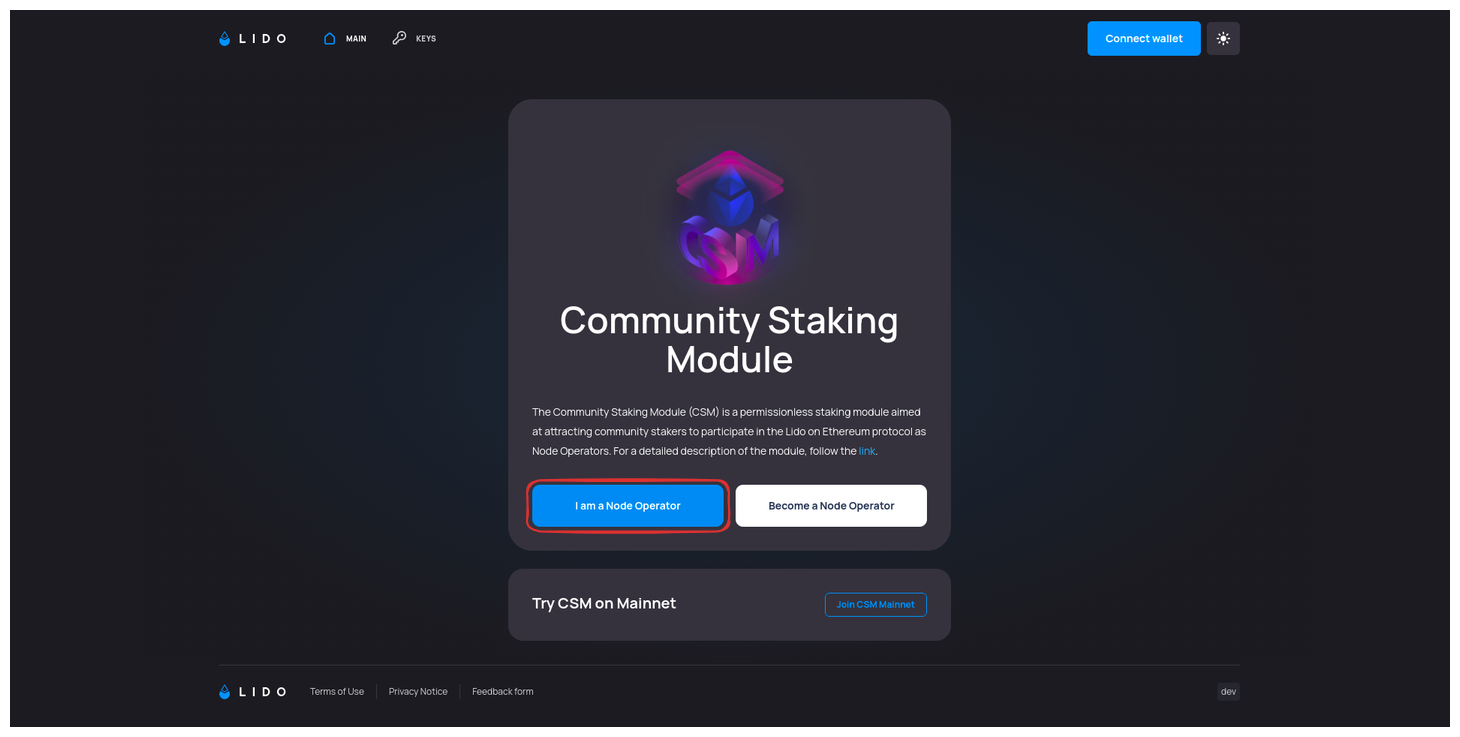 LIDO MAIN KEYS Connect wallet
CSM
Community Staking
Module
The Community Staking Module (CSM) is a permissionless staking module aimed
at attracting community stakers to participate in the Lido on Ethereum protocol as
Node Operators. For a detailed description of the module, follow the link.
I am a Node Operator Become a Node Operator
Try CSM on Mainnet Join CSM Mainnet
LIDO Terms of Use Privacy Notice Feedback form dev